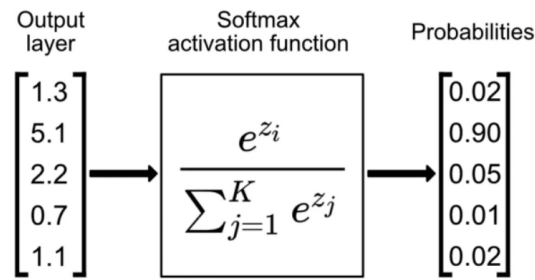 Output
layer
Softmax
activation function
Probabilities
1.3
5.1
2.2
0.7
1.1
e^{z_i}
∑_{j=1}^{K} e^{z_j}
0.02
0.90
0.05
0.01
0.02